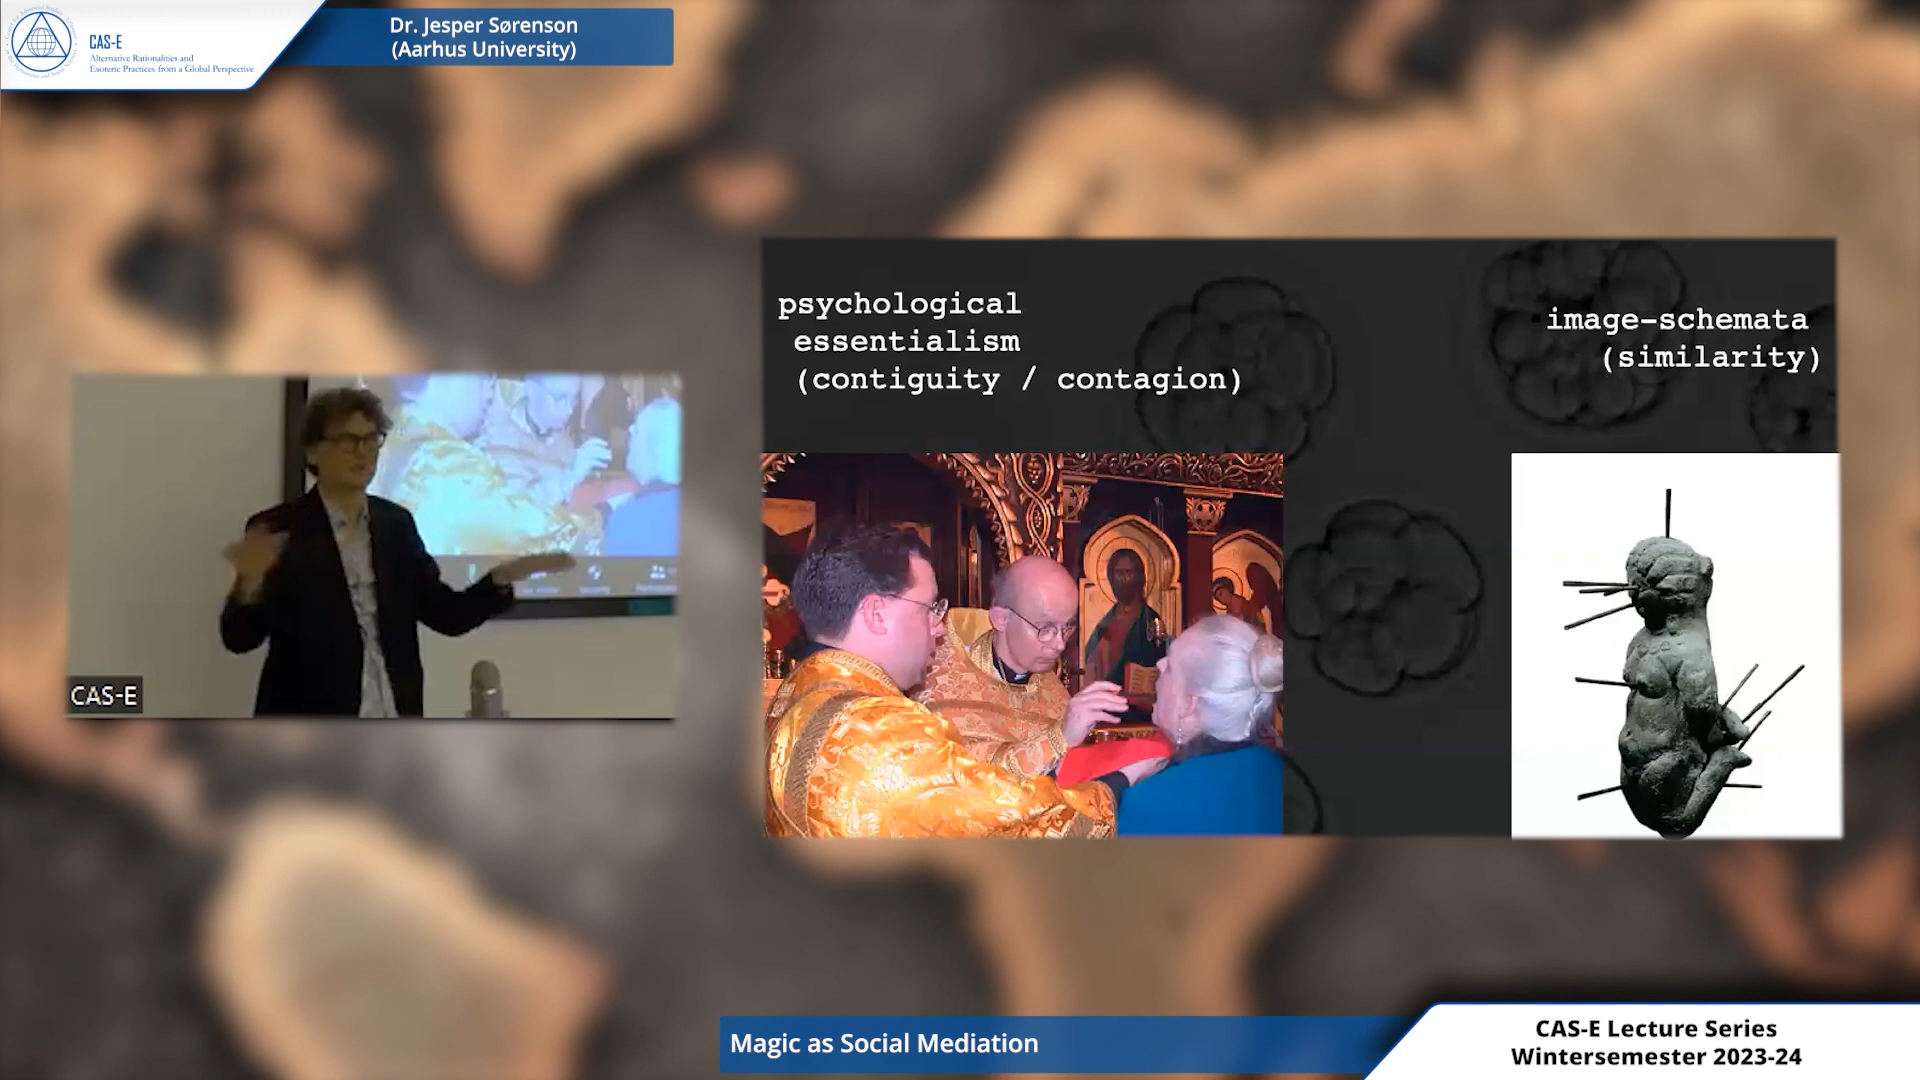 CAS-E
Alternative Rationalities and
Esoteric Practices from a Global Perspective
Dr. Jesper Sørenson
(Aarhus University)
psychological
essentialism
(contiguity / contagion)
image-schemata
(similarity)
CAS-E
Magic as Social Mediation
CAS-E Lecture Series
Wintersemester 2023-24